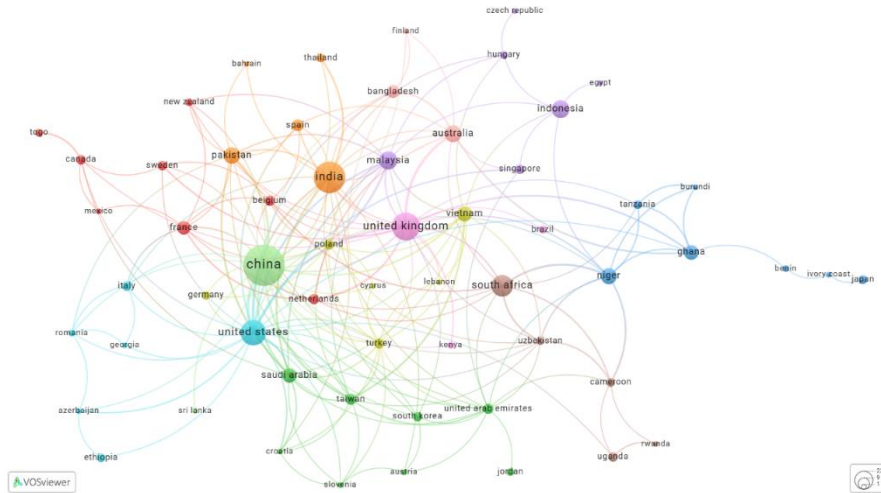 czech republic
finland
hungary
thailand
bahrain
egypt
bangladesh
new zealand
indonesia
spain
togo
australia
pakistan
malaysia
canada
sweden
india
singapore
burundi
belgium
tanzania
mexico
vietnam
france
united kingdom
brazil
poland
ghana
china
benin
ivory coast
japan
niger
italy
cyprus
lebanon
south africa
germany
netherlands
romania
united states
georgia
turkey
kenya
uzbekistan
saudi arabia
cameroon
taiwan
azerbaijan
sri lanka
south korea
united arab emirates
rwanda
croatia
ethiopia
uganda
austria
jordan
slovenia
VOSviewer